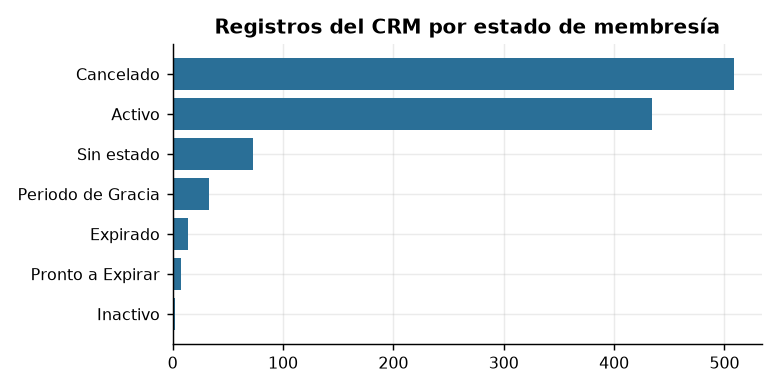 Registros del CRM por estado de membresía
Cancelado
Activo
Sin estado
Periodo de Gracia
Expirado
Pronto a Expirar
Inactivo
0 100 200 300 400 500